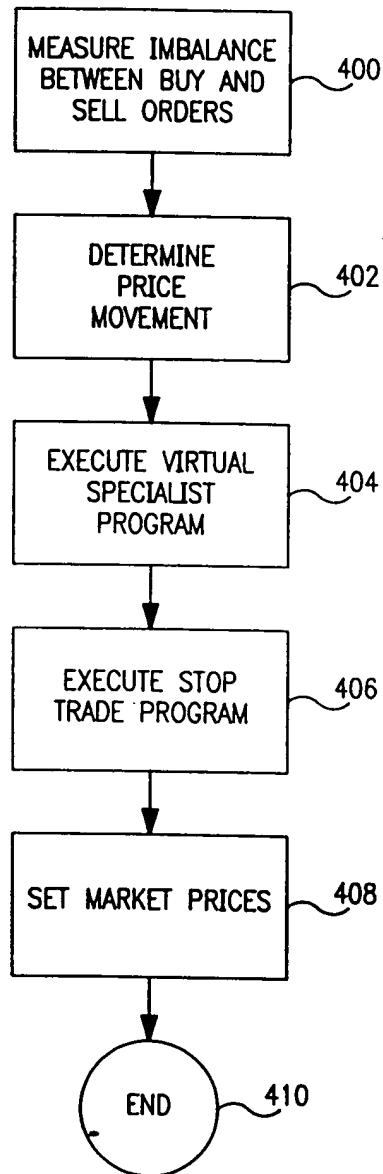 MEASURE IMBALANCE
BETWEEN BUY AND
SELL ORDERS
400
DETERMINE
PRICE
MOVEMENT
402
EXECUTE VIRTUAL
SPECIALIST
PROGRAM
404
EXECUTE STOP
TRADE PROGRAM
406
SET MARKET PRICES
408
END
410